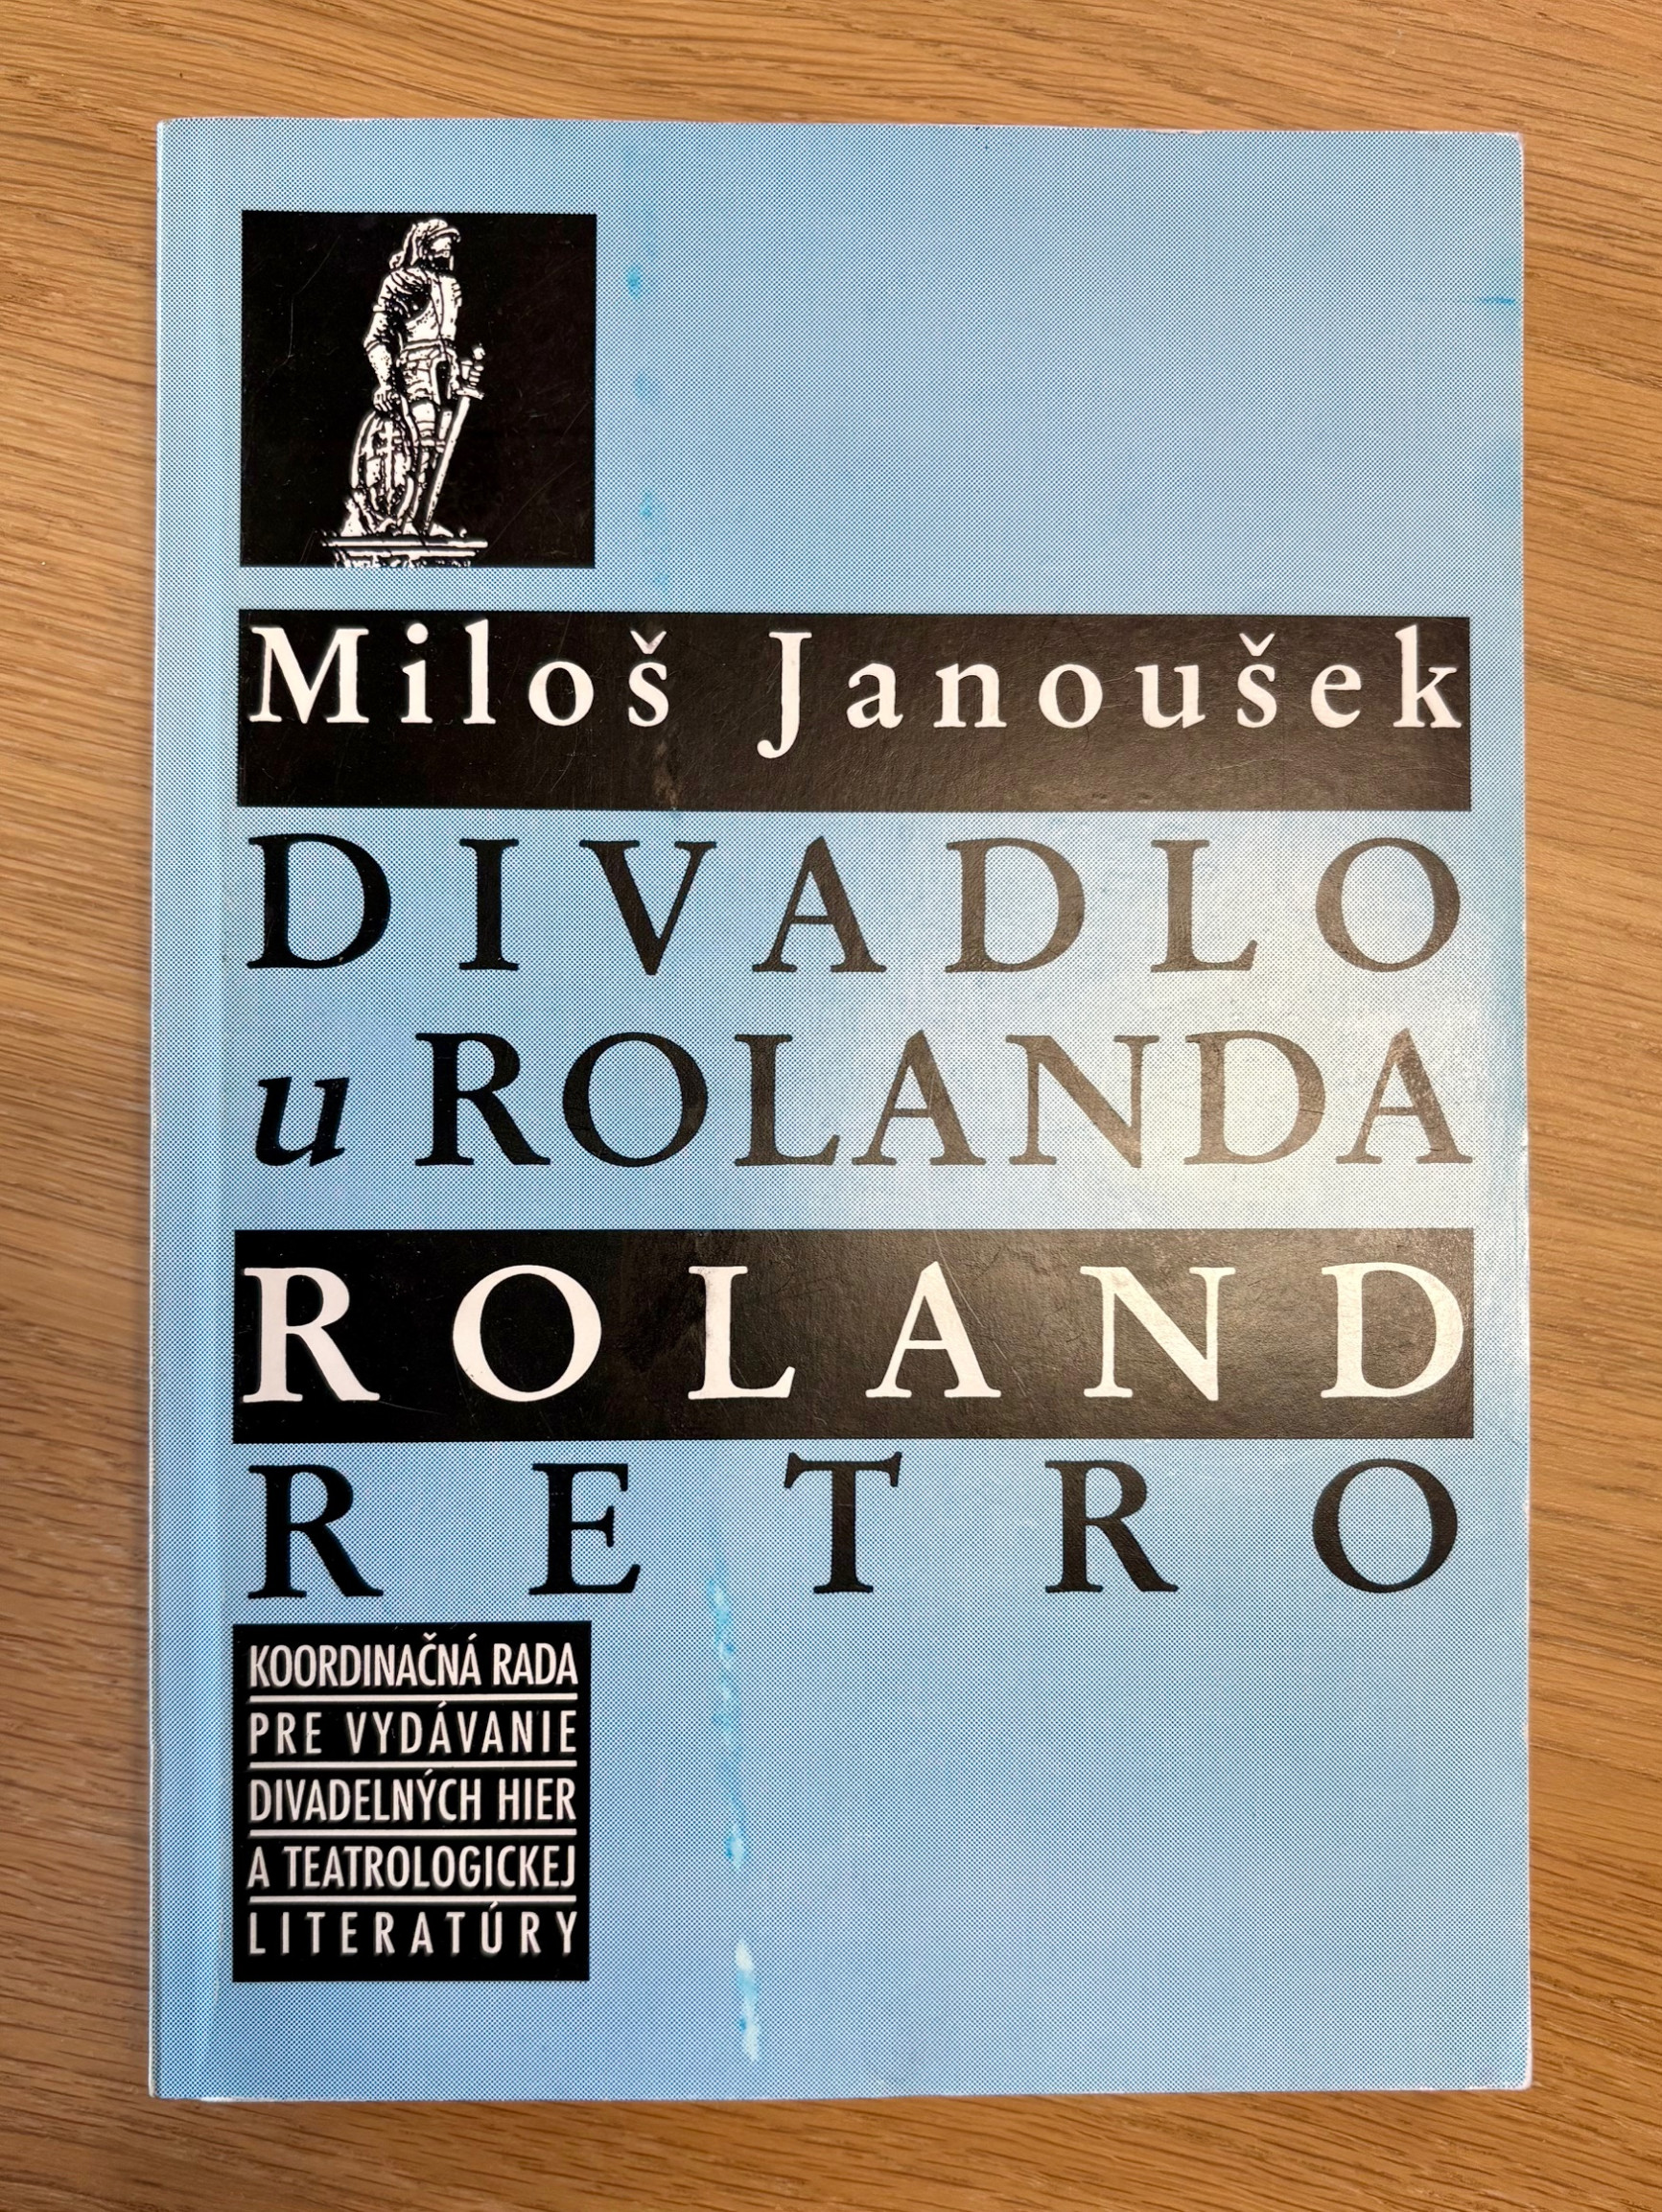 Miloš Janoušek
DIVADLO
u ROLANDA
ROLAND
RETRO
KOORDINAČNÁ RADA
PRE VYDÁVANIE
DIVADELNÝCH HIER
A TEATROLOGICKEJ
LITERATÚRY